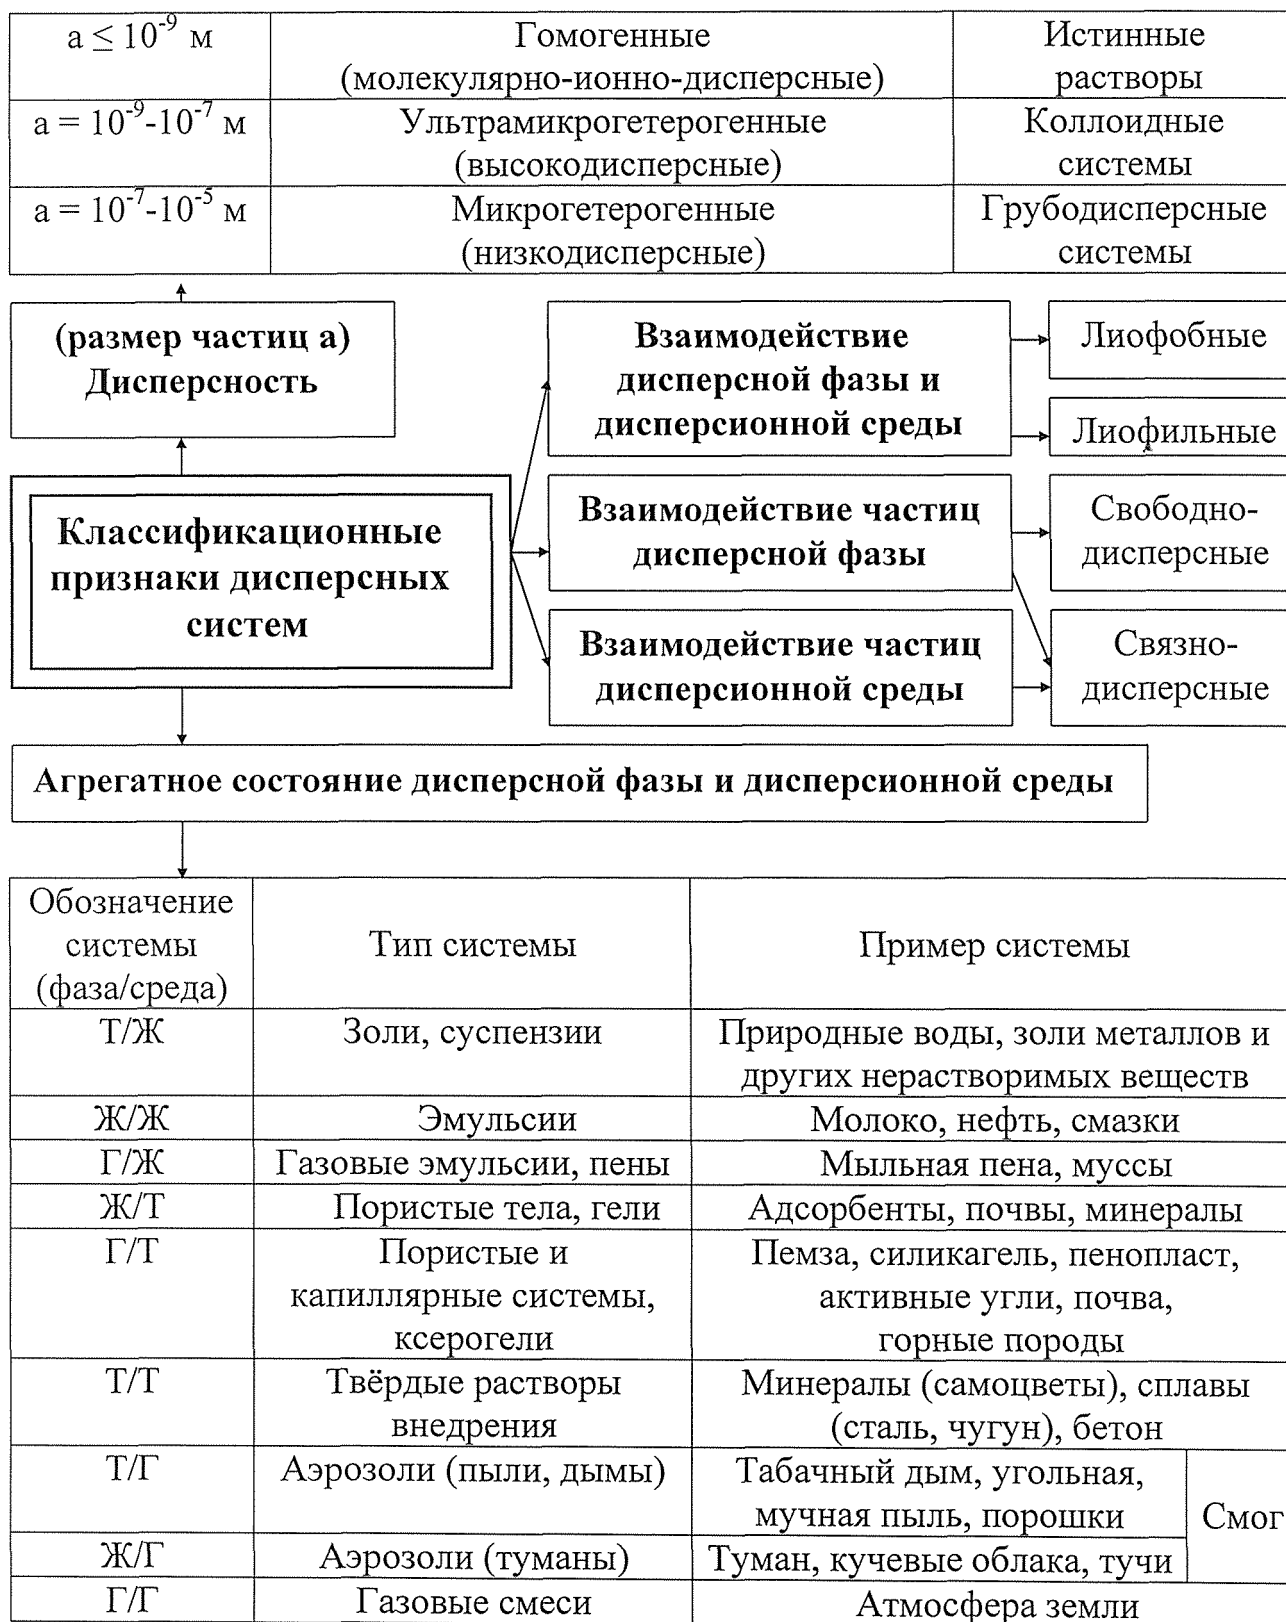 a ≤ 10⁻⁹ м
Гомогенные
(молекулярно-ионно-дисперсные)
Истинные
растворы
a = 10⁻⁹-10⁻⁷ м
Ультрамикрогетерогенные
(высокодисперсные)
Коллоидные
системы
a = 10⁻⁷-10⁻⁵ м
Микрогетерогенные
(низкодисперсные)
Грубодисперсные
системы
(размер частиц a)
Дисперсность
Взаимодействие
дисперсной фазы и
дисперсионной среды
Лиофобные
Лиофильные
Классификационные
признаки дисперсных
систем
Взаимодействие частиц
дисперсной фазы
Свободно-
дисперсные
Взаимодействие частиц
дисперсионной среды
Связно-
дисперсные
Агрегатное состояние дисперсной фазы и дисперсионной среды
Обозначение
системы
(фаза/среда)
Тип системы
Пример системы
Т/Ж
Золи, суспензии
Природные воды, золи металлов и
других нерастворимых веществ
Ж/Ж
Эмульсии
Молоко, нефть, смазки
Г/Ж
Газовые эмульсии, пены
Мыльная пена, муссы
Ж/Т
Пористые тела, гели
Адсорбенты, почвы, минералы
Г/Т
Пористые и
капиллярные системы,
ксерогели
Пемза, силикагель, пенопласт,
активные угли, почва,
горные породы
Т/Т
Твёрдые растворы
внедрения
Минералы (самоцветы), сплавы
(сталь, чугун), бетон
Т/Г
Аэрозоли (пыли, дымы)
Табачный дым, угольная,
мучная пыль, порошки
Смог
Ж/Г
Аэрозоли (туманы)
Туман, кучевые облака, тучи
Г/Г
Газовые смеси
Атмосфера земли